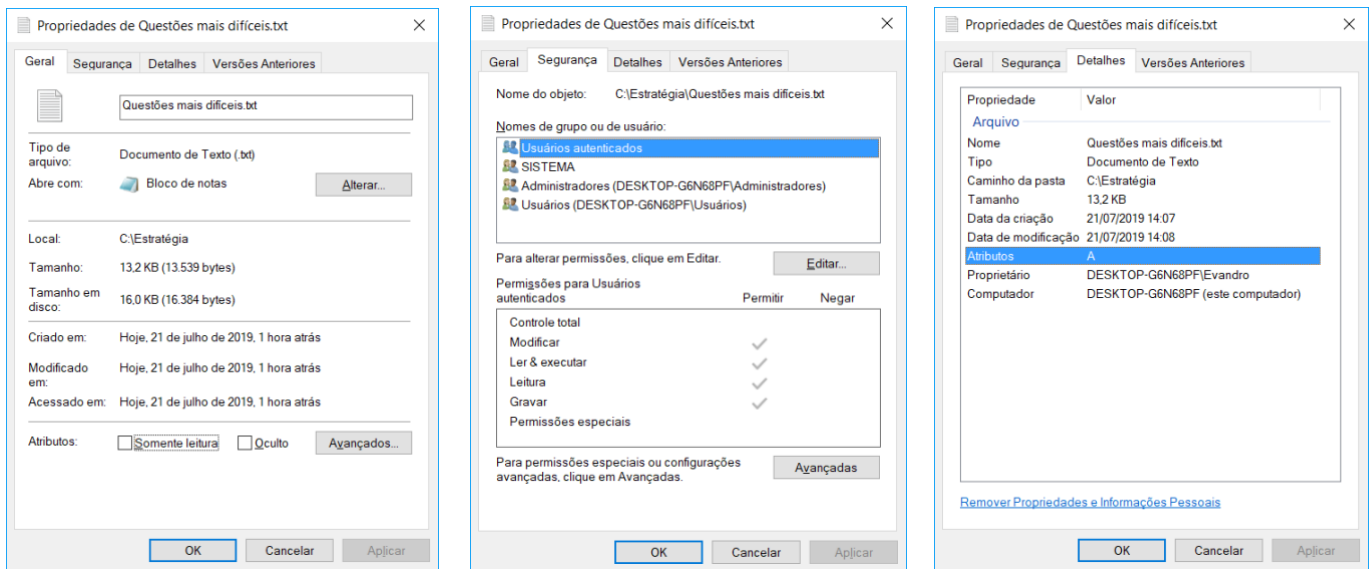 Propriedades de Questões mais difíceis.txt
Geral Segurança Detalhes Versões Anteriores
Questões mais difíceis.txt
Tipo de
arquivo:
Documento de Texto (.txt)
Abre com: Bloco de notas Alterar...
Local: C:\Estratégia
Tamanho: 13,2 KB (13.539 bytes)
Tamanho em
disco:
16,0 KB (16.384 bytes)
Criado em: Hoje, 21 de julho de 2019, 1 hora atrás
Modificado
em:
Hoje, 21 de julho de 2019, 1 hora atrás
Acessado em: Hoje, 21 de julho de 2019, 1 hora atrás
Atributos: Somente leitura Oculto Avançados...
OK Cancelar Aplicar
Propriedades de Questões mais difíceis.txt
Geral Segurança Detalhes Versões Anteriores
Nome do objeto: C:\Estratégia\Questões mais difíceis.txt
Nomes de grupo ou de usuário:
Usuários autenticados
SISTEMA
Administradores (DESKTOP-G6N68PF\Administradores)
Usuários (DESKTOP-G6N68PF\Usuários)
Para alterar permissões, clique em Editar. Editar...
Permissões para Usuários
autenticados Permitir Negar
Controle total
Modificar
Ler & executar
Leitura
Gravar
Permissões especiais
Para permissões especiais ou configurações
avançadas, clique em Avançadas.
Avançadas
OK Cancelar Aplicar
Propriedades de Questões mais difíceis.txt
Geral Segurança Detalhes Versões Anteriores
Propriedade Valor
Arquivo
Nome Questões mais difíceis.txt
Tipo Documento de Texto
Caminho da pasta C:\Estratégia
Tamanho 13,2 KB
Data da criação 21/07/2019 14:07
Data de modificação 21/07/2019 14:08
Atributos A
Proprietário DESKTOP-G6N68PF\Evandro
Computador DESKTOP-G6N68PF (este computador)
Remover Propriedades e Informações Pessoais
OK Cancelar Aplicar